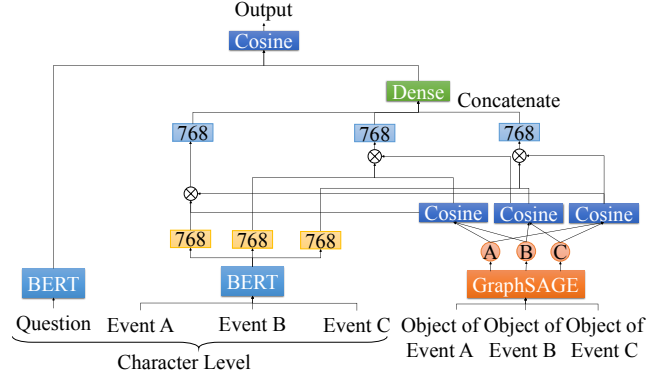 Output
Cosine
Dense
Concatenate
768
768
768
Cosine
Cosine
Cosine
768
768
768
A
B
C
BERT
BERT
GraphSAGE
Question
Event A
Event B
Event C
Object of
Event A
Object of
Event B
Object of
Event C
Character Level